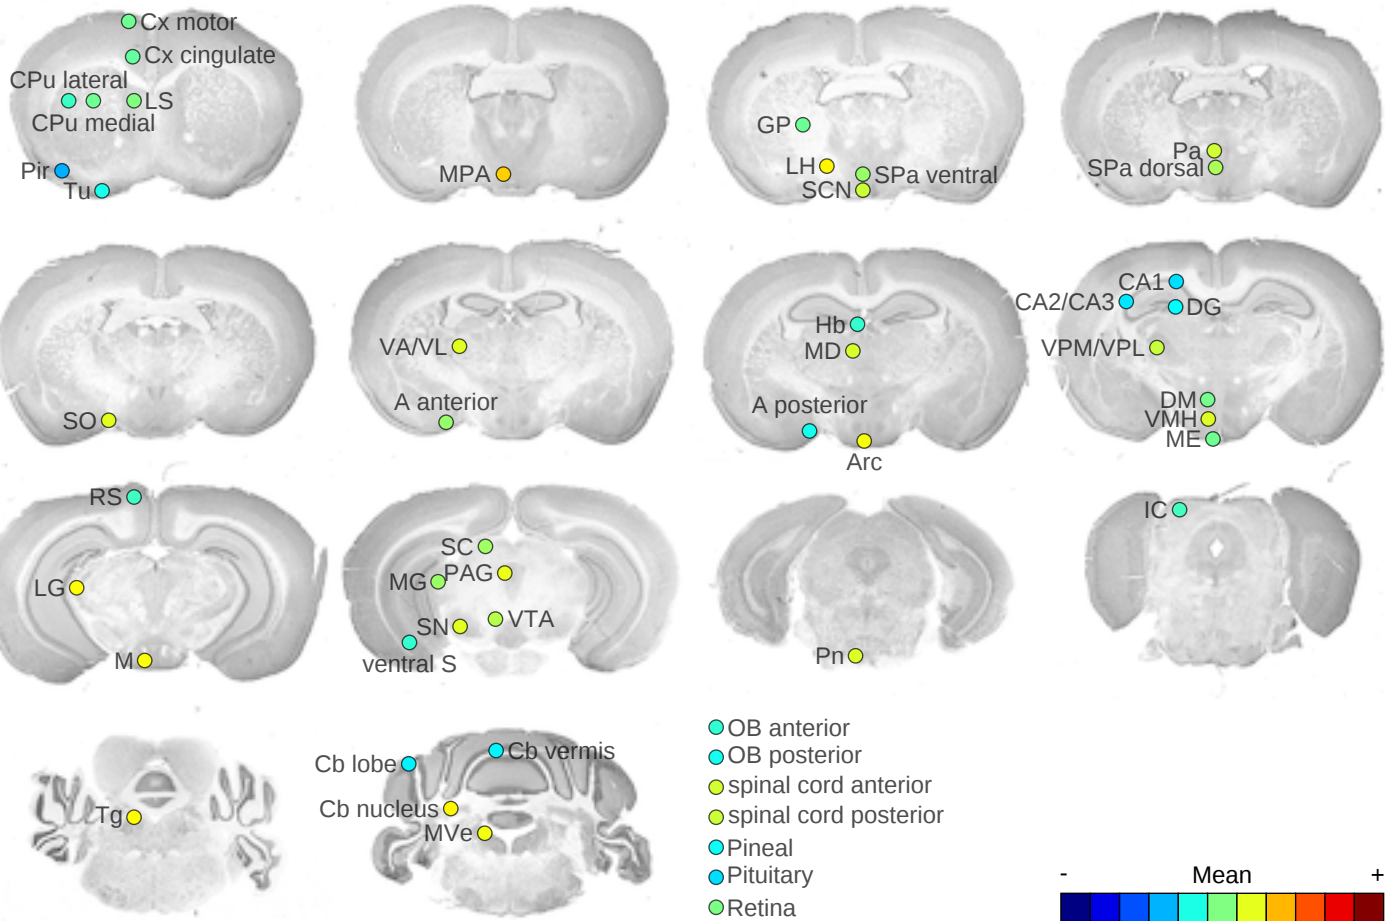 Cx motor
Cx cingulate
CPu lateral
LS
CPu medial
Pir
Tu
MPA
GP
LH
SPa ventral
SCN
Pa
SPa dorsal
SO
VA/VL
A anterior
Hb
MD
A posterior
Arc
CA1
CA2/CA3
DG
VPM/VPL
DM
VMH
ME
RS
LG
M
SC
MG
PAG
SN
VTA
ventral S
Pn
IC
Tg
Cb lobe
Cb vermis
Cb nucleus
MVe
OB anterior
OB posterior
spinal cord anterior
spinal cord posterior
Pineal
Pituitary
Retina
- Mean +